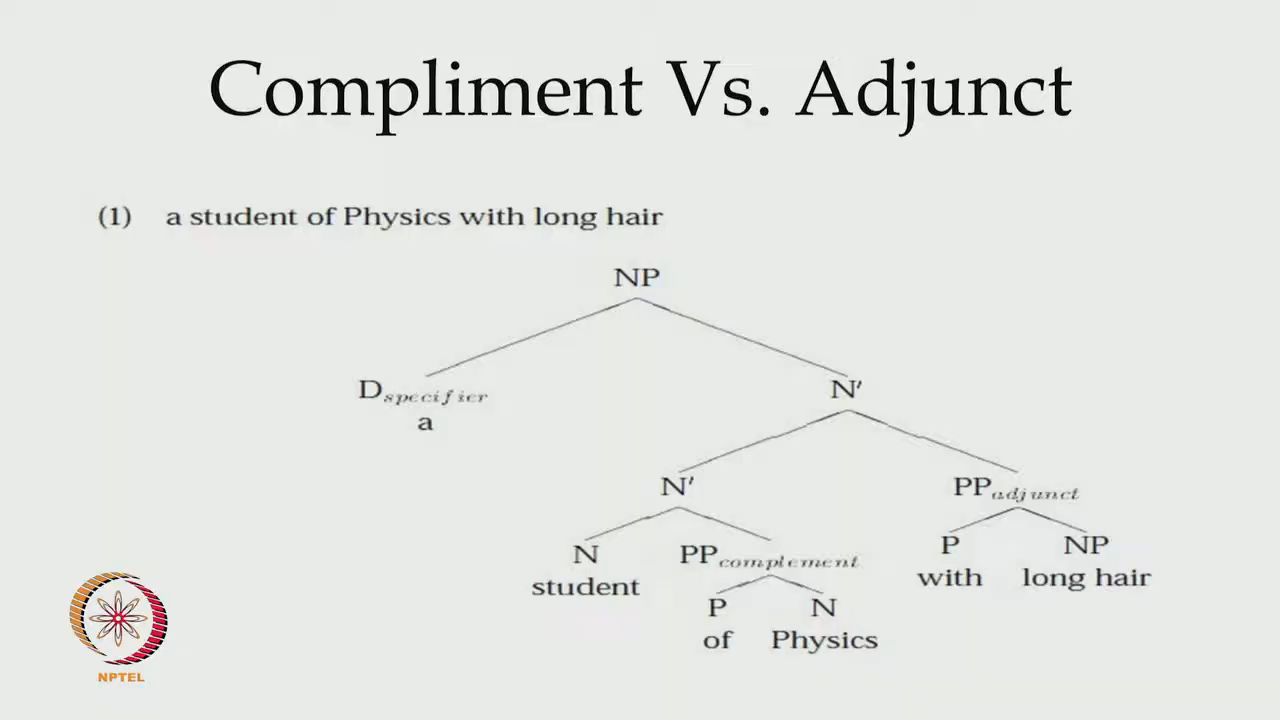 Compliment Vs. Adjunct
(1) a student of Physics with long hair
NP
D specifier N′
a
N′ PP adjunct
N PP complement P NP
student with long hair
P N
of Physics
NPTEL